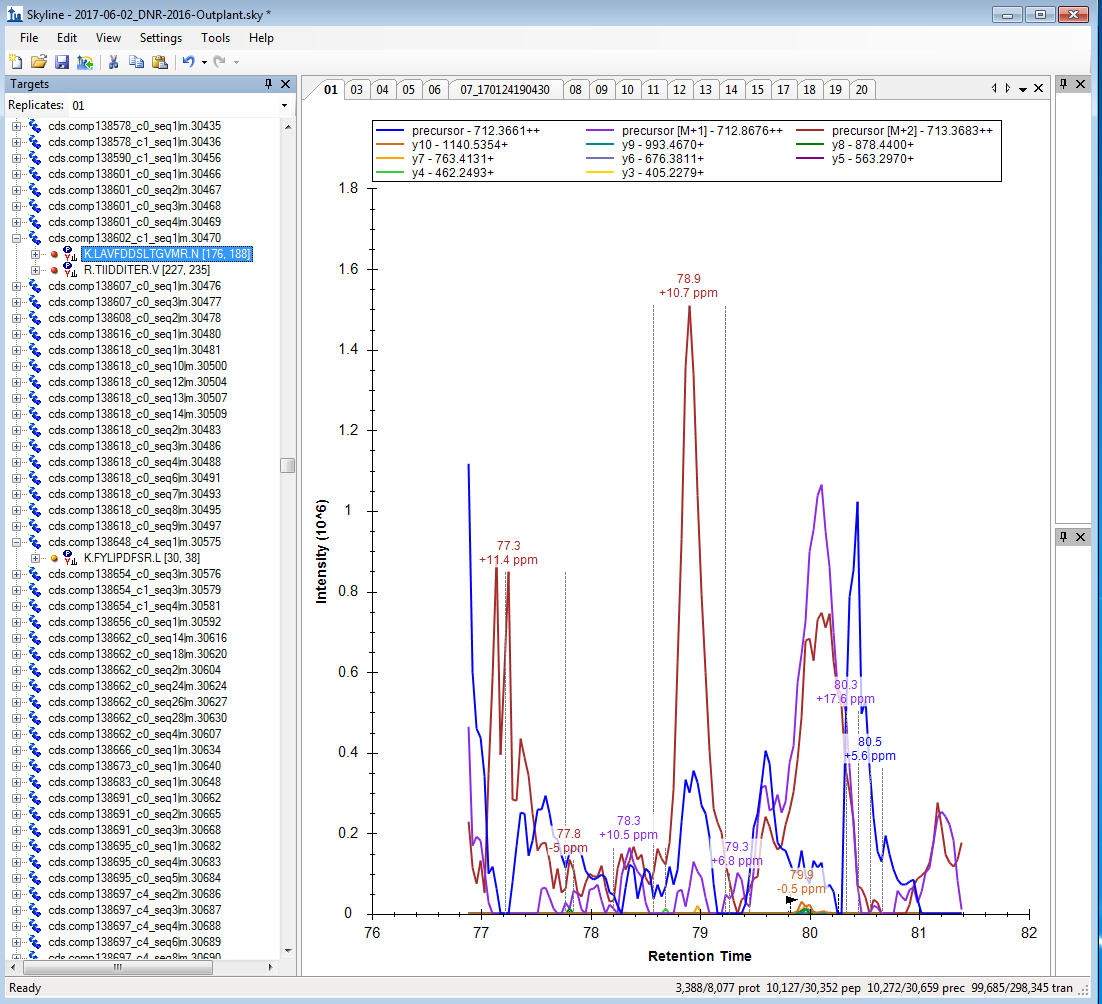 Skyline - 2017-06-02_DNR-2016-Outplant.sky *
File Edit View Settings Tools Help
Targets
Replicates: 01
cds.comp138578_c0_seq1|m.30435
cds.comp138578_c1_seq1|m.30436
cds.comp138590_c1_seq1|m.30456
cds.comp138601_c0_seq1|m.30466
cds.comp138601_c0_seq2|m.30467
cds.comp138601_c0_seq3|m.30468
cds.comp138601_c0_seq4|m.30469
cds.comp138602_c1_seq1|m.30470
K.LAVFDDSLTGVMR.N [176, 188]
R.TIIDDITER.V [227, 235]
cds.comp138607_c0_seq1|m.30476
cds.comp138607_c0_seq3|m.30477
cds.comp138608_c0_seq2|m.30478
cds.comp138616_c0_seq1|m.30480
cds.comp138618_c0_seq1|m.30481
cds.comp138618_c0_seq10|m.30500
cds.comp138618_c0_seq12|m.30504
cds.comp138618_c0_seq13|m.30507
cds.comp138618_c0_seq14|m.30509
cds.comp138618_c0_seq2|m.30483
cds.comp138618_c0_seq3|m.30486
cds.comp138618_c0_seq4|m.30488
cds.comp138618_c0_seq6|m.30491
cds.comp138618_c0_seq7|m.30493
cds.comp138618_c0_seq8|m.30495
cds.comp138618_c0_seq9|m.30497
cds.comp138648_c4_seq1|m.30575
K.FYLIPDFSR.L [30, 38]
cds.comp138654_c0_seq3|m.30576
cds.comp138654_c1_seq3|m.30579
cds.comp138654_c1_seq4|m.30581
cds.comp138656_c0_seq1|m.30592
cds.comp138662_c0_seq14|m.30616
cds.comp138662_c0_seq18|m.30620
cds.comp138662_c0_seq2|m.30604
cds.comp138662_c0_seq24|m.30624
cds.comp138662_c0_seq26|m.30627
cds.comp138662_c0_seq28|m.30630
cds.comp138662_c0_seq4|m.30607
cds.comp138666_c0_seq1|m.30634
cds.comp138673_c0_seq1|m.30640
cds.comp138683_c0_seq1|m.30648
cds.comp138691_c0_seq1|m.30662
cds.comp138691_c0_seq2|m.30665
cds.comp138691_c0_seq3|m.30668
cds.comp138695_c0_seq1|m.30682
cds.comp138695_c0_seq4|m.30683
cds.comp138695_c0_seq5|m.30684
cds.comp138697_c4_seq2|m.30686
cds.comp138697_c4_seq3|m.30687
cds.comp138697_c4_seq4|m.30688
cds.comp138697_c4_seq6|m.30689
cds.comp138697_c4_seq8|m.30690
01 03 04 05 06 07_170124190430 08 09 10 11 12 13 14 15 17 18 19 20
precursor - 712.3661++ precursor [M+1] - 712.8676++ precursor [M+2] - 713.3683++
y10 - 1140.5354+ y9 - 993.4670+ y8 - 878.4400+
y7 - 763.4131+ y6 - 676.3811+ y5 - 563.2970+
y4 - 462.2493+ y3 - 405.2279+
Intensity (10^6)
1.8
1.6
1.4
1.2
1
0.8
0.6
0.4
0.2
0
78.9
+10.7 ppm
77.3
+11.4 ppm
80.3
+17.6 ppm
80.5
+5.6 ppm
78.3
+10.5 ppm
77.8
-5 ppm
79.3
+6.8 ppm
79.9
-0.5 ppm
76 77 78 79 80 81 82
Retention Time
Ready
3,388/8,077 prot 10,127/30,352 pep 10,272/30,659 prec 99,685/298,345 tran